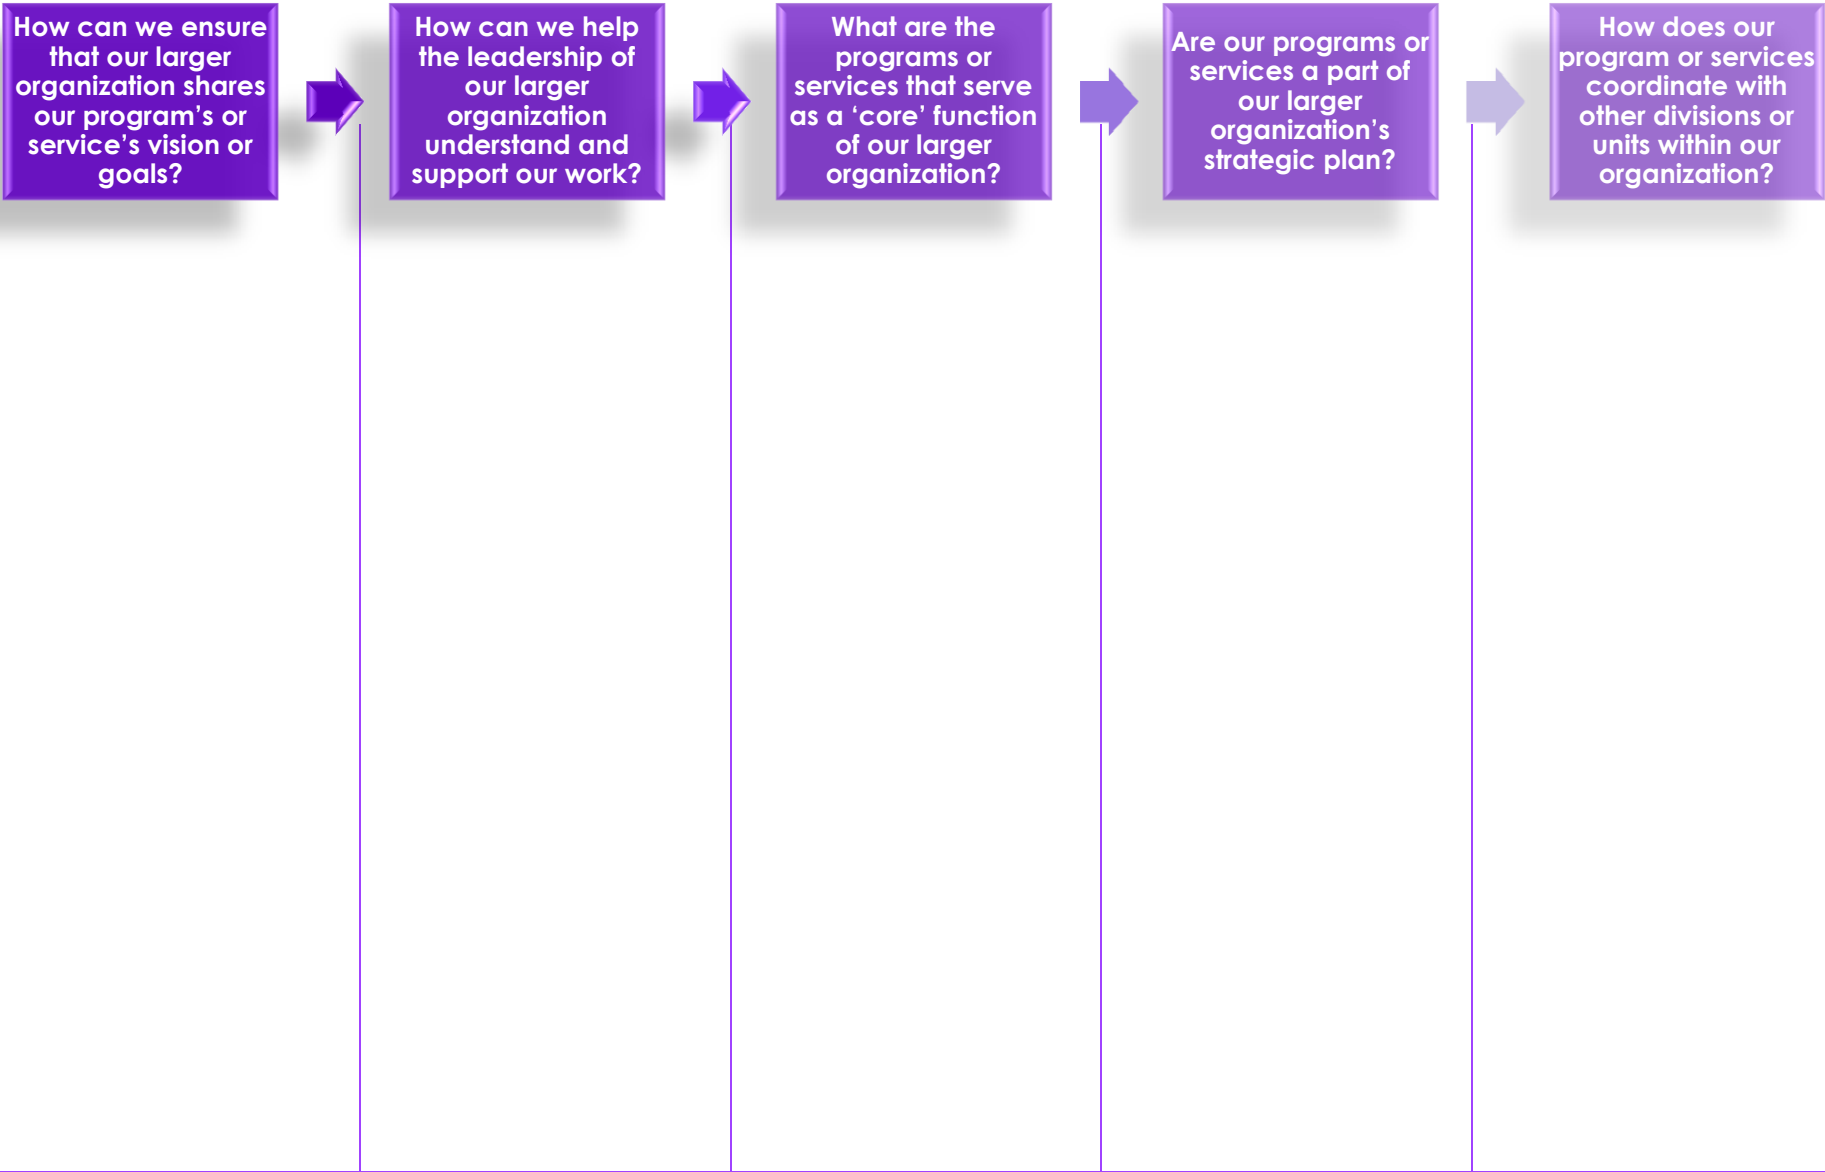 How can we ensure
that our larger
organization shares
our program’s or
service’s vision or
goals?
How can we help
the leadership of
our larger
organization
understand and
support our work?
What are the
programs or
services that serve
as a ‘core’ function
of our larger
organization?
Are our programs or
services a part of
our larger
organization’s
strategic plan?
How does our
program or services
coordinate with
other divisions or
units within our
organization?